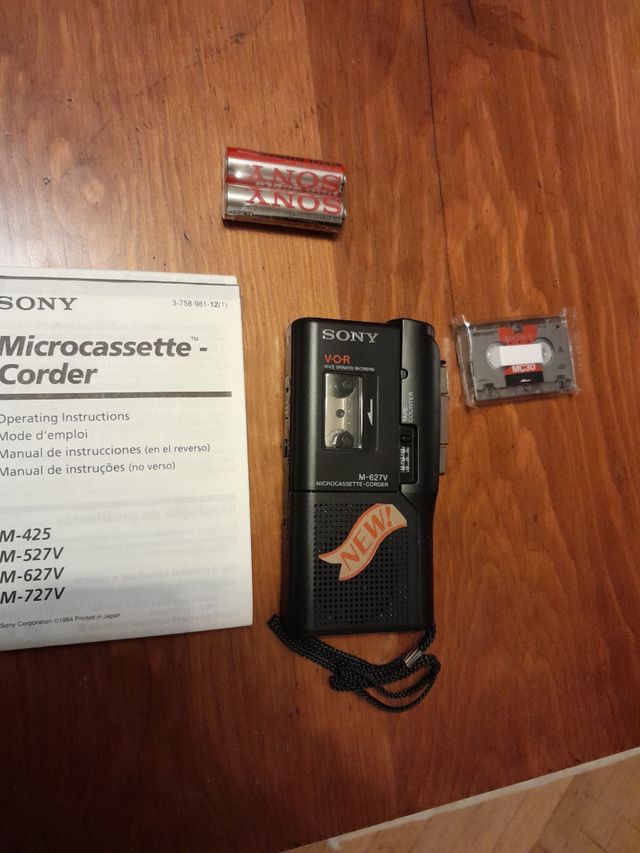 SONY
SONY
SONY
3-758-981-12(1)
Microcassette™-
Corder
Operating Instructions
Mode d'emploi
Manual de instrucciones (en el reverso)
Manual de instruções (no verso)
M-425
M-527V
M-627V
M-727V
Sony Corporation ©1994 Printed in Japan
SONY
V·O·R
VOICE OPERATED RECORDING
TAPE
COUNTER
M-627V
MICROCASSETTE-CORDER
NEW!
A
MC30